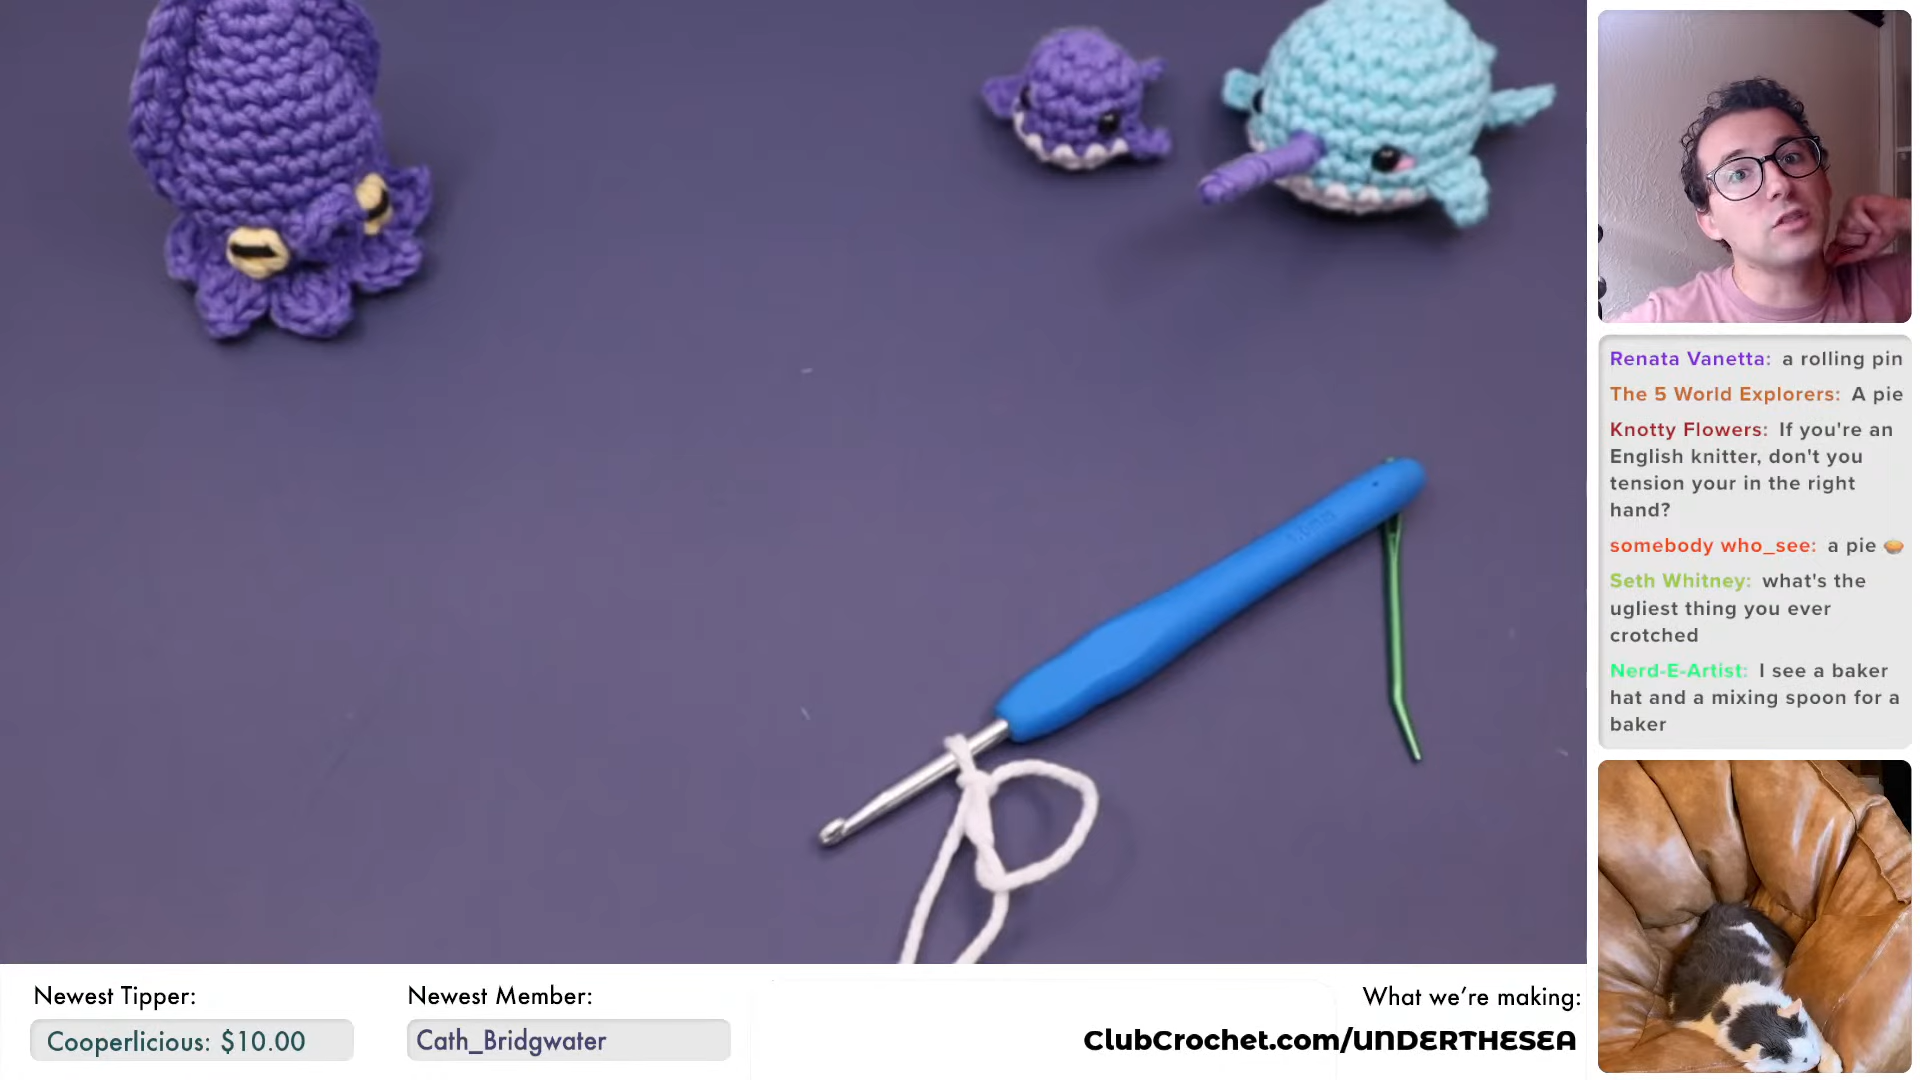 Renata Vanetta: a rolling pin
The 5 World Explorers: A pie
Knotty Flowers: If you're an
English knitter, don't you
tension your in the right
hand?
somebody who_see: a pie 🥧
Seth Whitney: what's the
ugliest thing you ever
crotched
Nerd-E-Artist: I see a baker
hat and a mixing spoon for a
baker
Newest Tipper:
Cooperlicious: $10.00
Newest Member:
Cath_Bridgwater
What we're making:
ClubCrochet.com/UNDERTHESEA